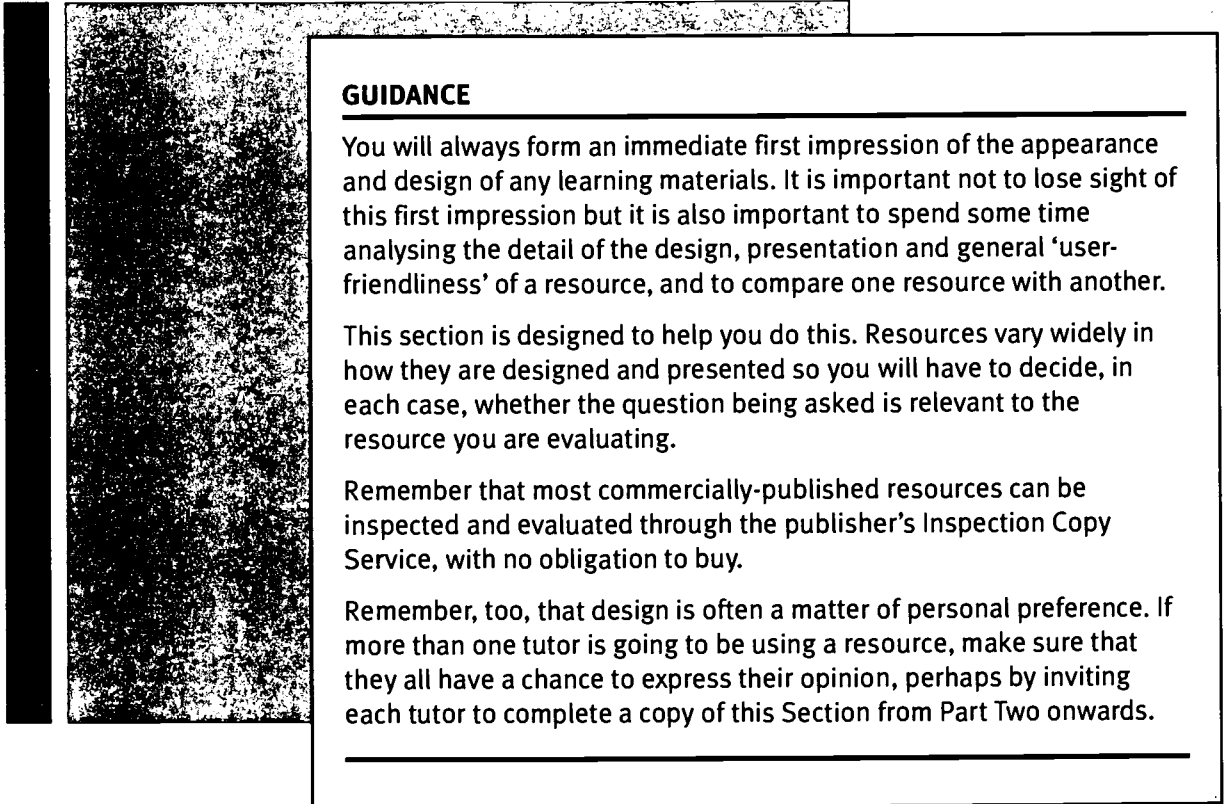 GUIDANCE
You will always form an immediate first impression of the appearance
and design of any learning materials. It is important not to lose sight of
this first impression but it is also important to spend some time
analysing the detail of the design, presentation and general ‘user-
friendliness’ of a resource, and to compare one resource with another.
This section is designed to help you do this. Resources vary widely in
how they are designed and presented so you will have to decide, in
each case, whether the question being asked is relevant to the
resource you are evaluating.
Remember that most commercially-published resources can be
inspected and evaluated through the publisher’s Inspection Copy
Service, with no obligation to buy.
Remember, too, that design is often a matter of personal preference. If
more than one tutor is going to be using a resource, make sure that
they all have a chance to express their opinion, perhaps by inviting
each tutor to complete a copy of this Section from Part Two onwards.